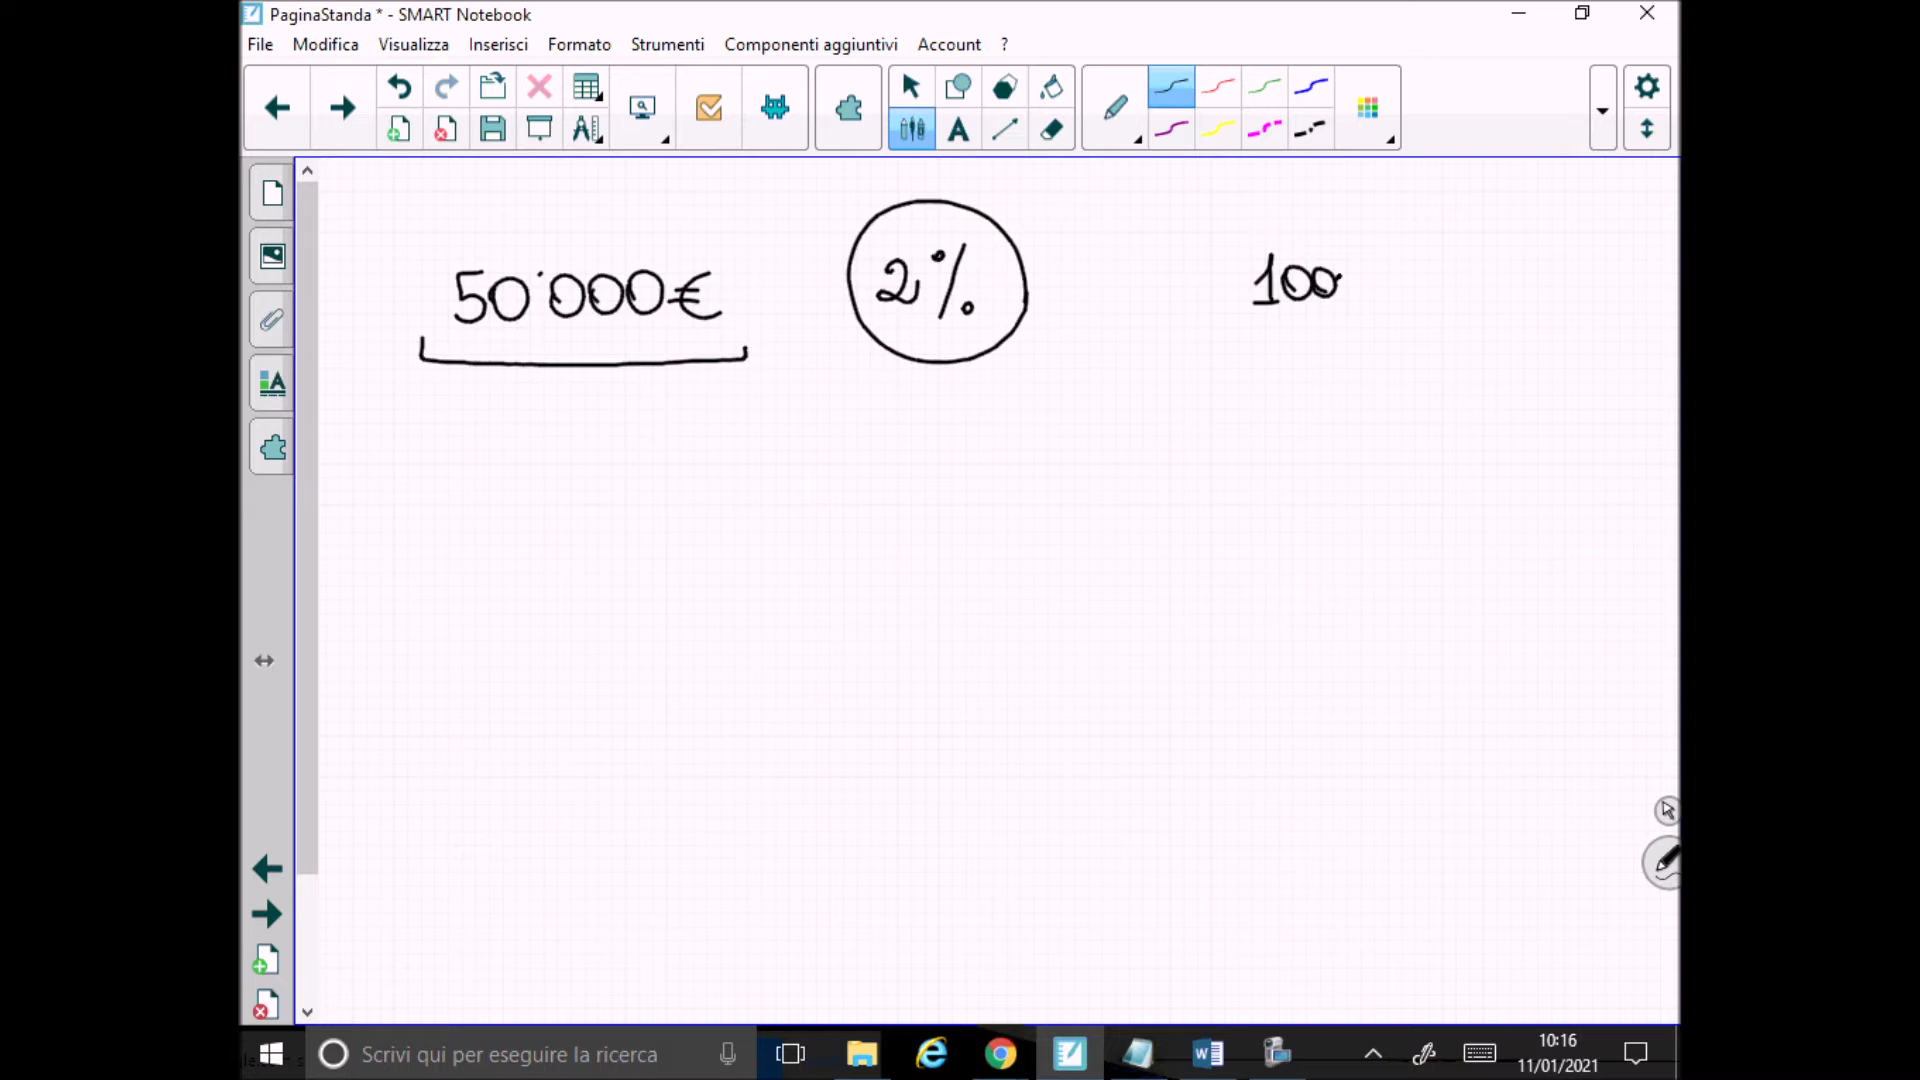 PaginaStanda * - SMART Notebook
File Modifica Visualizza Inserisci Formato Strumenti Componenti aggiuntivi Account ?
50'000€ 2% 100
Scrivi qui per eseguire la ricerca
10:16
11/01/2021